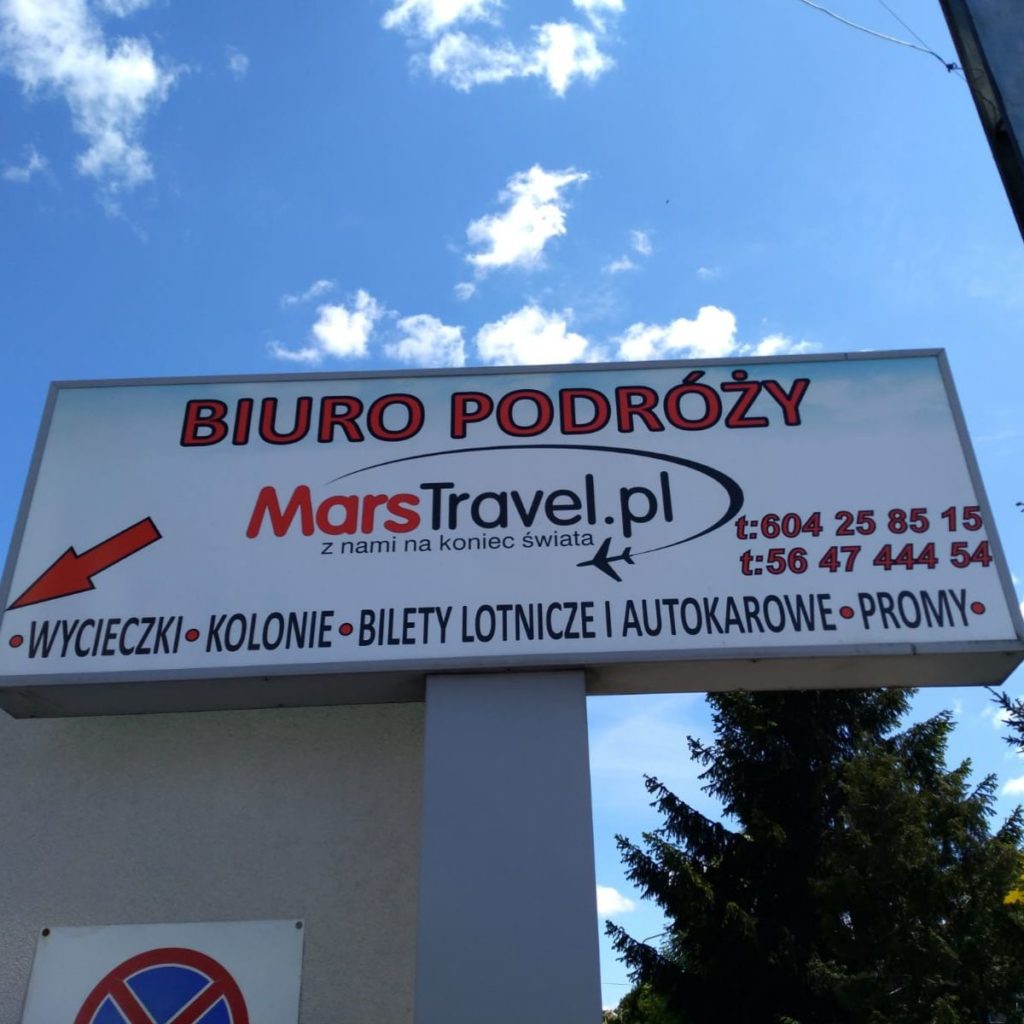 BIURO PODRÓŻY
MarsTravel.pl
z nami na koniec świata
t:604 25 85 15
t:56 47 444 54
•WYCIECZKI•KOLONIE•BILETY LOTNICZE I AUTOKAROWE•PROMY•